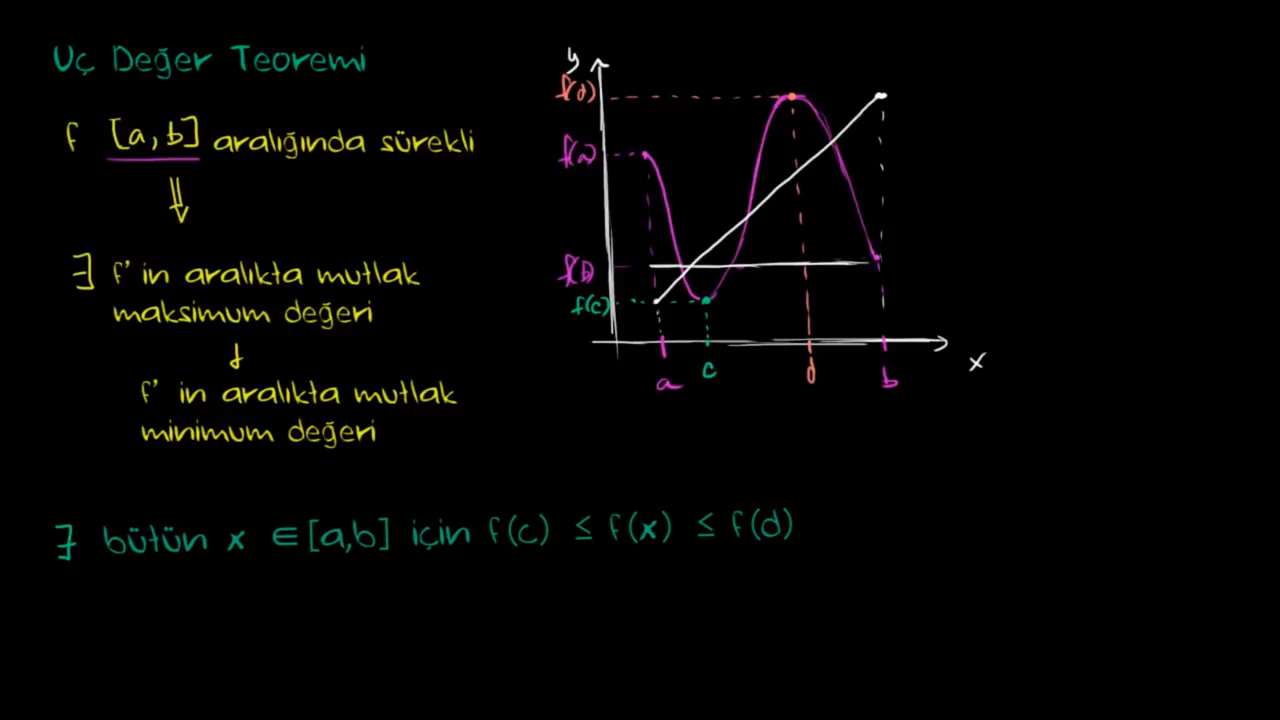 Uç Değer Teoremi
f [a, b] aralığında sürekli
⇓
∃ f' in aralıkta mutlak
maksimum değeri
f' in aralıkta mutlak
minimum değeri
∃ bütün x ∈ [a,b] için f(c) ≤ f(x) ≤ f(d)
y
f(d)
f(a)
f(b)
f(c)
a
c
d
b
x